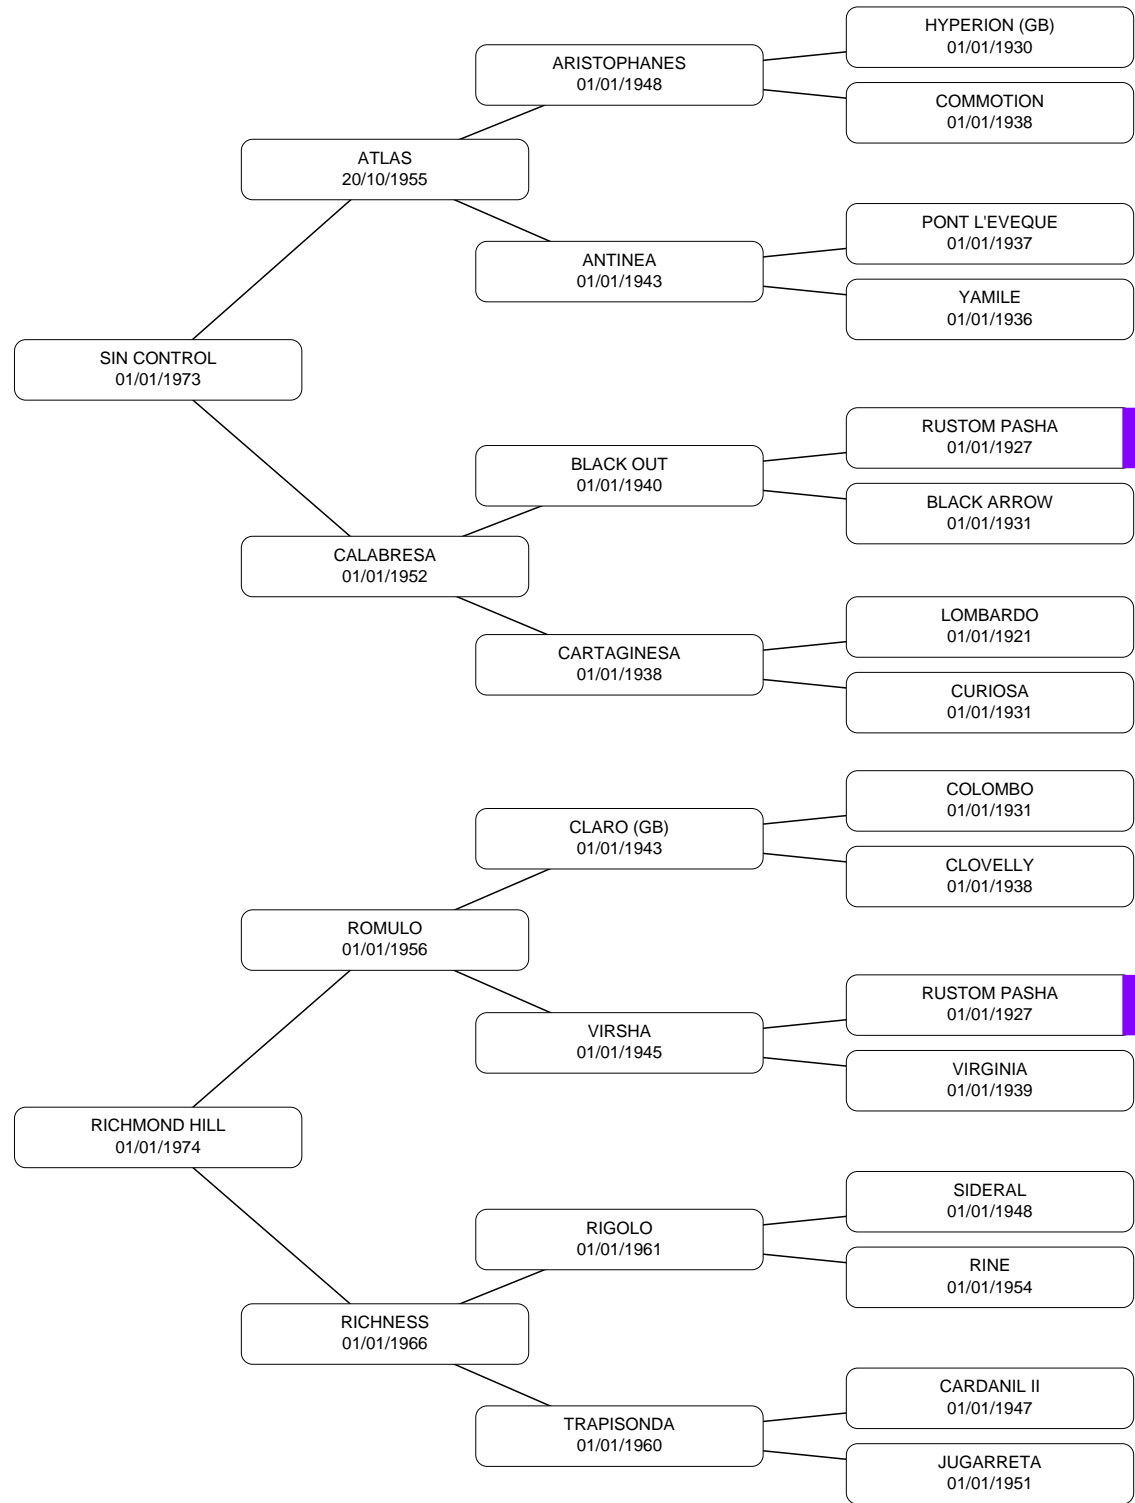 HYPERION (GB)
01/01/1930
ARISTOPHANES
01/01/1948
COMMOTION
01/01/1938
ATLAS
20/10/1955
PONT L'EVEQUE
01/01/1937
ANTINEA
01/01/1943
YAMILE
01/01/1936
SIN CONTROL
01/01/1973
RUSTOM PASHA
01/01/1927
BLACK OUT
01/01/1940
BLACK ARROW
01/01/1931
CALABRESA
01/01/1952
LOMBARDO
01/01/1921
CARTAGINESA
01/01/1938
CURIOSA
01/01/1931
COLOMBO
01/01/1931
CLARO (GB)
01/01/1943
CLOVELLY
01/01/1938
ROMULO
01/01/1956
RUSTOM PASHA
01/01/1927
VIRSHA
01/01/1945
VIRGINIA
01/01/1939
RICHMOND HILL
01/01/1974
SIDERAL
01/01/1948
RIGOLO
01/01/1961
RINE
01/01/1954
RICHNESS
01/01/1966
CARDANIL II
01/01/1947
TRAPISONDA
01/01/1960
JUGARRETA
01/01/1951